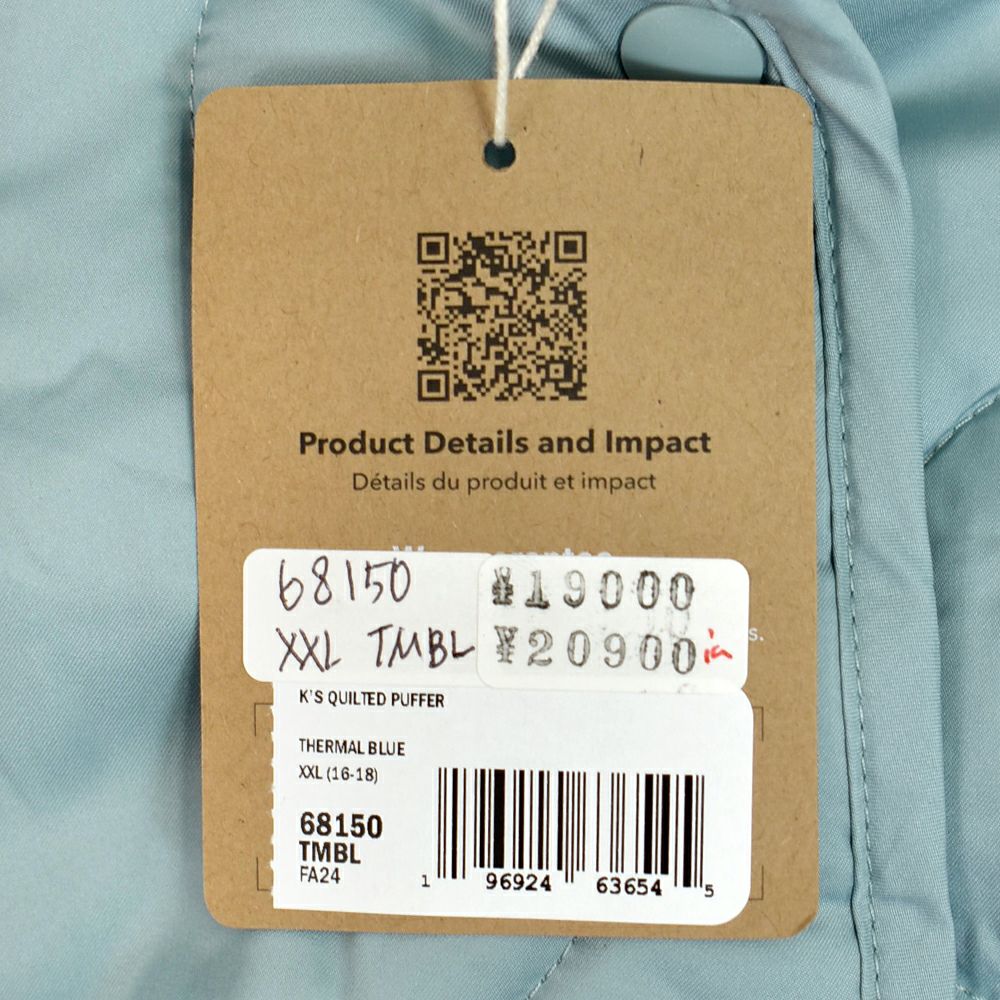 Product Details and Impact
Détails du produit et impact
68150
XXL TMBL
¥19000
¥20900
K'S QUILTED PUFFER
THERMAL BLUE
XXL (16-18)
68150
TMBL
FA24
1 96924 63654 5